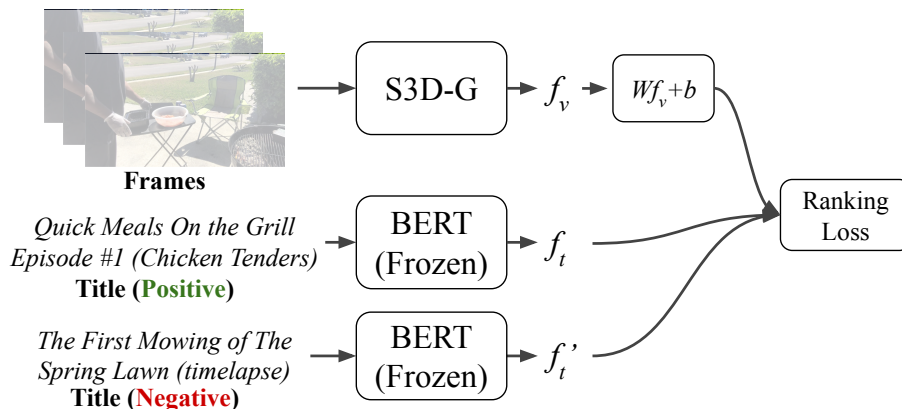 S3D-G
f_v
Wf_v+b
Frames
Quick Meals On the Grill
Episode #1 (Chicken Tenders)
Title (Positive)
BERT
(Frozen)
f_t
Ranking
Loss
The First Mowing of The
Spring Lawn (timelapse)
Title (Negative)
BERT
(Frozen)
f_t’